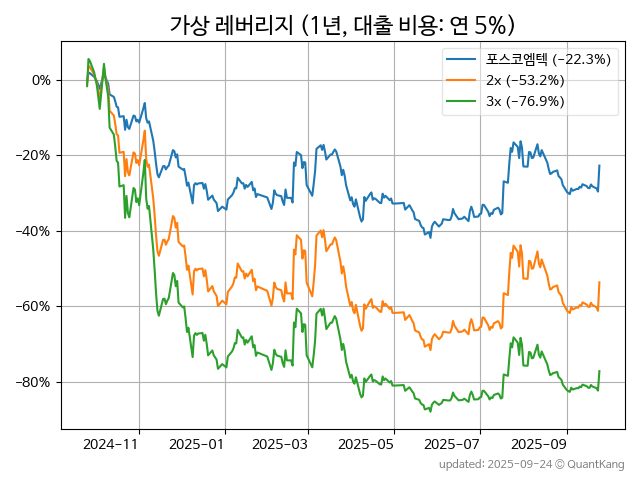 가상 레버리지 (1년, 대출 비용: 연 5%)
포스코엠텍 (−22.3%)
2x (−53.2%)
3x (−76.9%)
0%
−20%
−40%
−60%
−80%
2024-11 2025-01 2025-03 2025-05 2025-07 2025-09
updated: 2025-09-24 © QuantKang